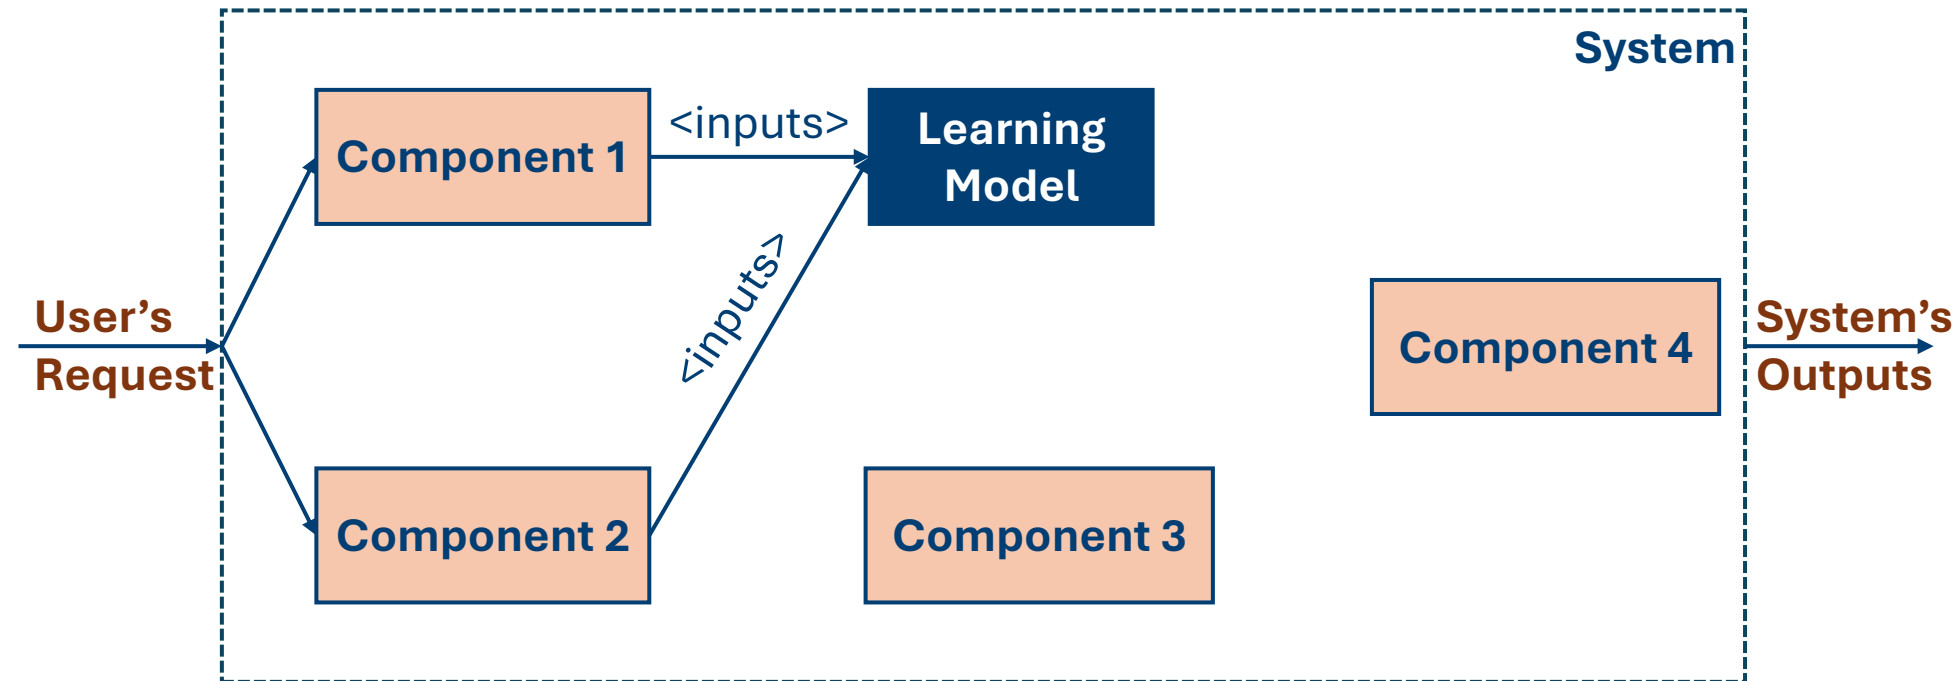 System
Component 1
<inputs>
Learning
Model
<inputs>
User's
Request
Component 4
System's
Outputs
Component 2
Component 3